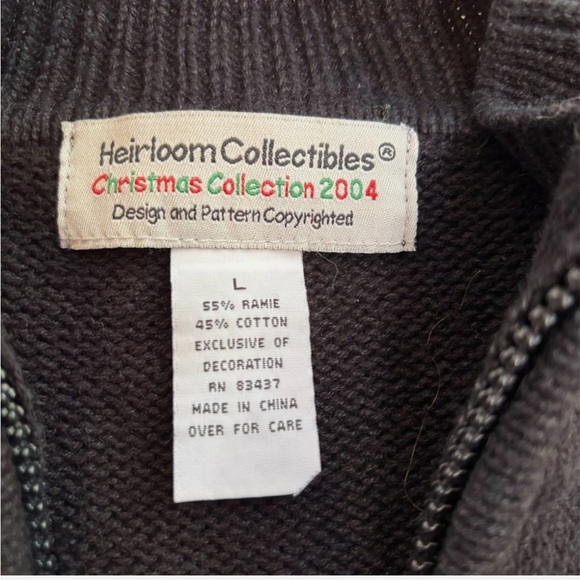 Heirloom Collectibles®
Christmas Collection 2004
Design and Pattern Copyrighted
L
55% RAMIE
45% COTTON
EXCLUSIVE OF
DECORATION
RN 83437
MADE IN CHINA
OVER FOR CARE